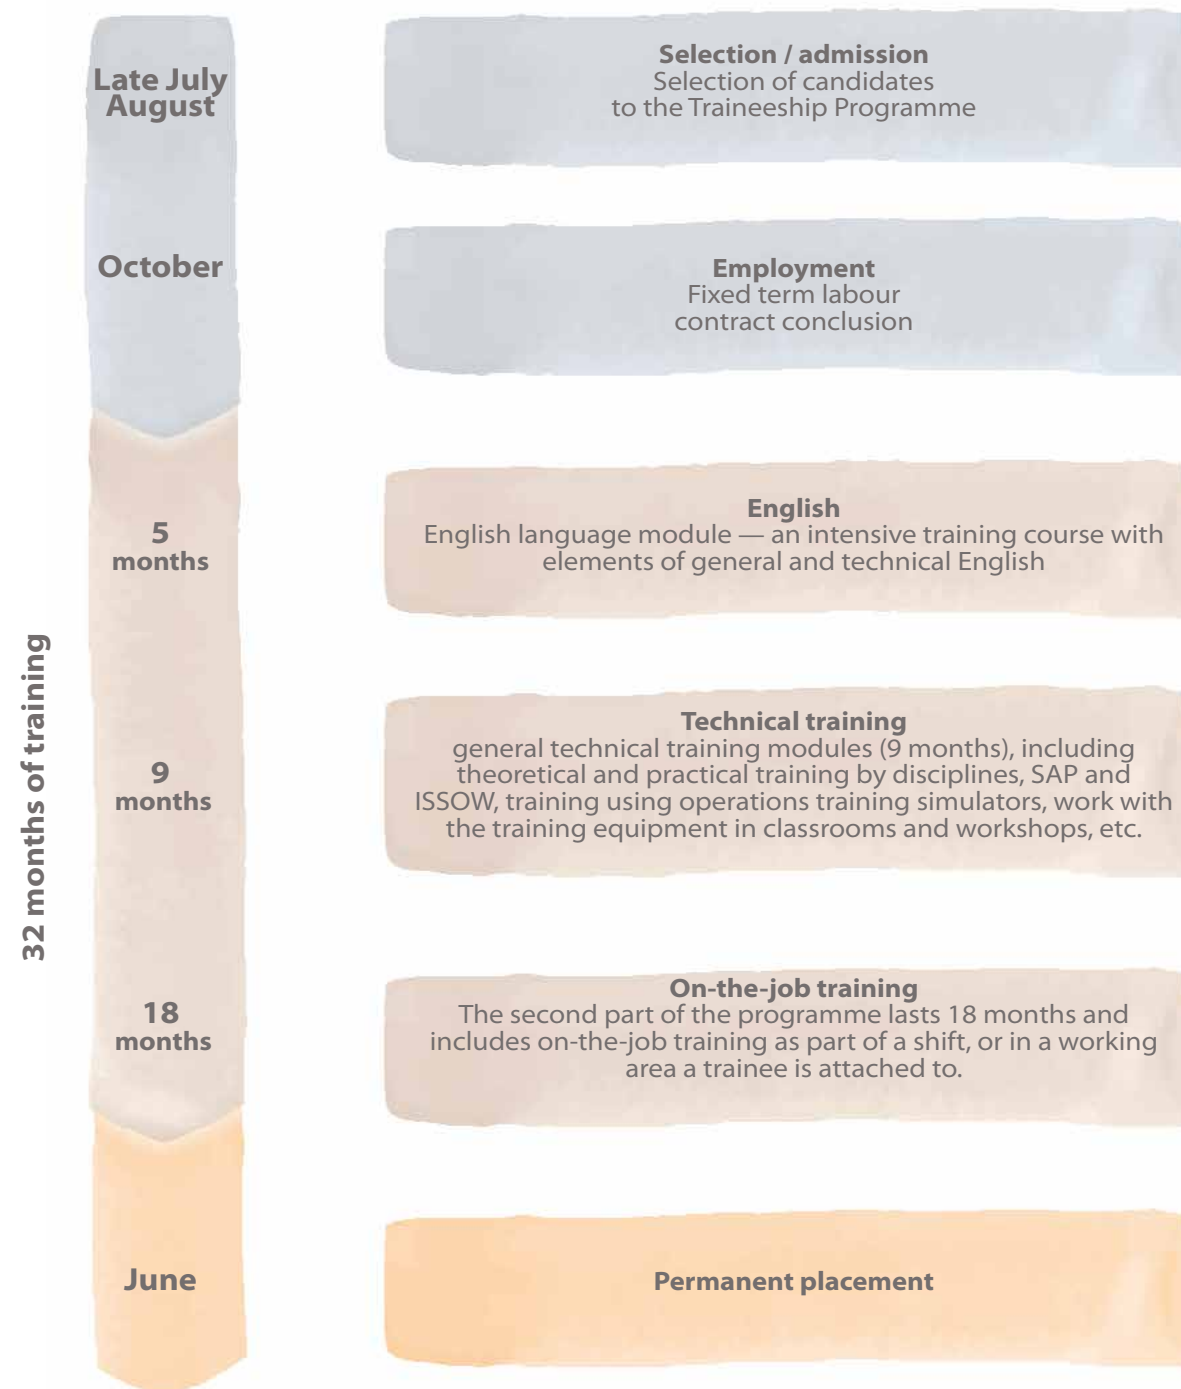 Late July
August
Selection / admission
Selection of candidates
to the Traineeship Programme
October
Employment
Fixed term labour
contract conclusion
32 months of training
5
months
English
English language module — an intensive training course with
elements of general and technical English
9
months
Technical training
general technical training modules (9 months), including
theoretical and practical training by disciplines, SAP and
ISSOW, training using operations training simulators, work with
the training equipment in classrooms and workshops, etc.
18
months
On-the-job training
The second part of the programme lasts 18 months and
includes on-the-job training as part of a shift, or in a working
area a trainee is attached to.
June
Permanent placement